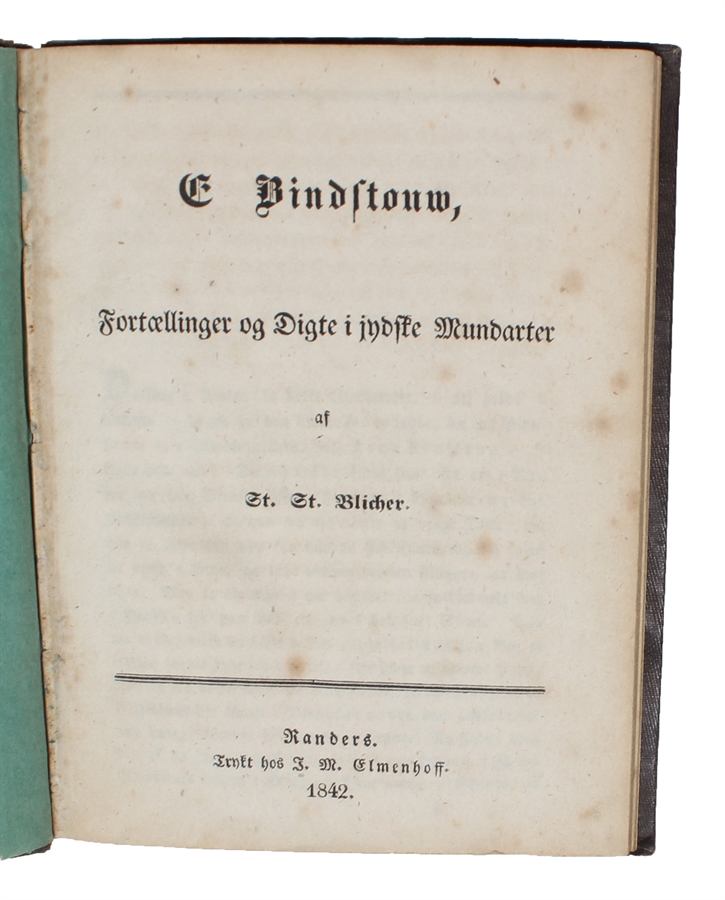 E Bindstouw,
Fortællinger og Digte i jydske Mundarter
af
St. St. Blicher.
Randers.
Trykt hos J. M. Elmenhoff.
1842.